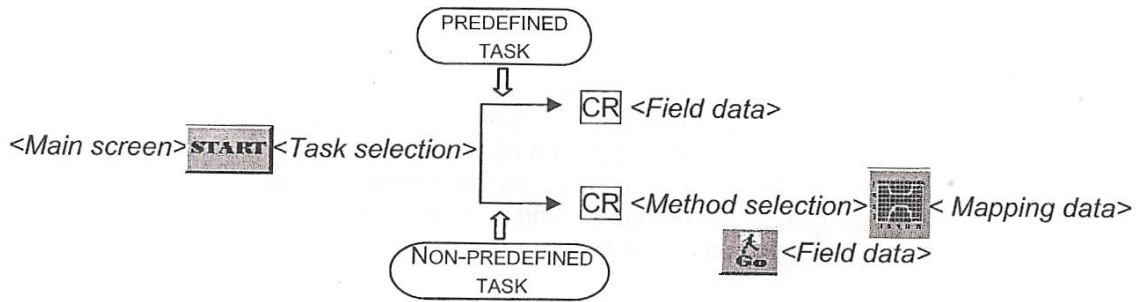 PREDEFINED
TASK
CR <Field data>
<Main screen> START <Task selection>
CR <Method selection> < Mapping data>
Go <Field data>
NON-PREDEFINED
TASK